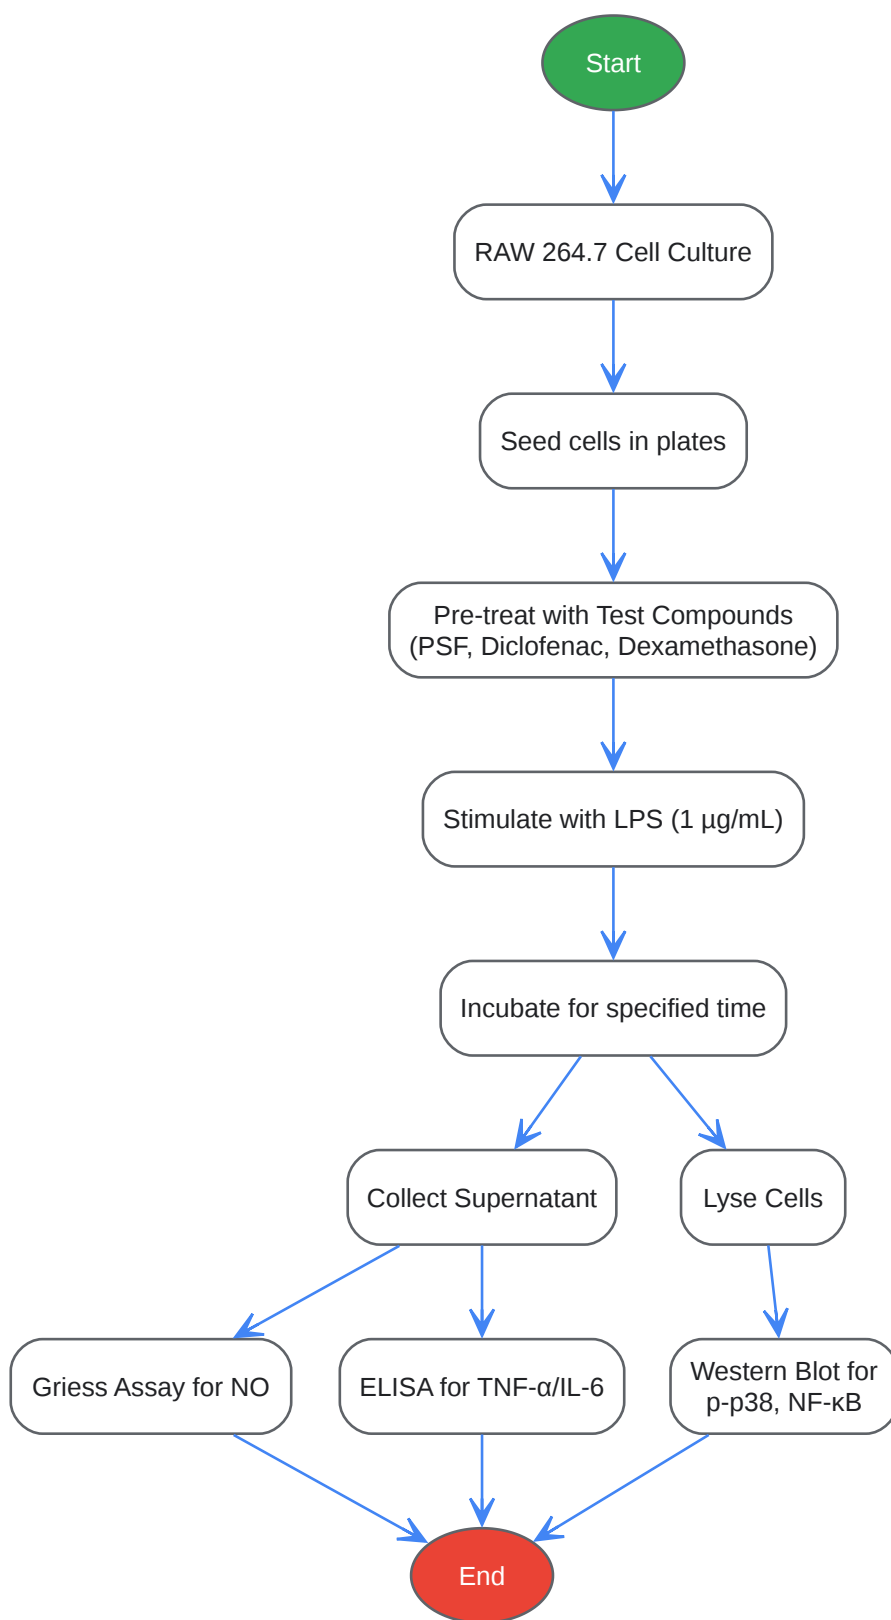 Start
RAW 264.7 Cell Culture
Seed cells in plates
Pre-treat with Test Compounds
(PSF, Diclofenac, Dexamethasone)
Stimulate with LPS (1 µg/mL)
Incubate for specified time
Collect Supernatant
Lyse Cells
Griess Assay for NO
ELISA for TNF-α/IL-6
Western Blot for
p-p38, NF-κB
End